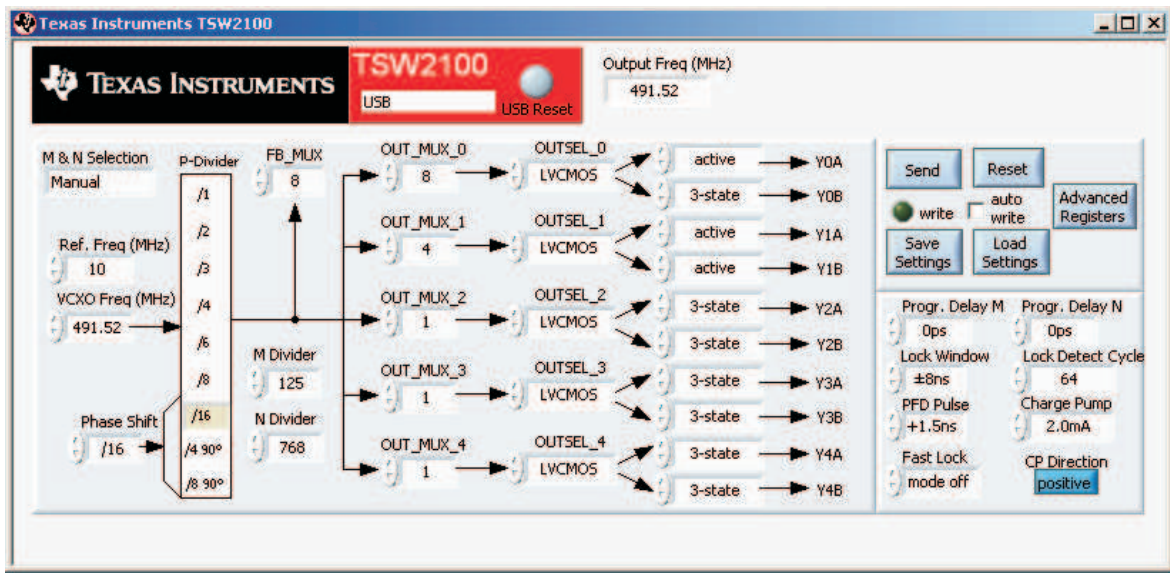 Texas Instruments TSW2100
TEXAS INSTRUMENTS
TSW2100
USB
USB Reset
Output Freq (MHz)
491.52
M & N Selection
Manual
Ref. Freq (MHz)
10
VCXO Freq (MHz)
491.52
Phase Shift
/16
P-Divider
/1
/2
/3
/4
/6
/8
/16
/4 90º
/8 90º
FB_MUX
8
M Divider
125
N Divider
768
OUT_MUX_0
8
OUTSEL_0
LVCMOS
active
Y0A
3-state
Y0B
OUT_MUX_1
4
OUTSEL_1
LVCMOS
active
Y1A
active
Y1B
OUT_MUX_2
1
OUTSEL_2
LVCMOS
3-state
Y2A
3-state
Y2B
OUT_MUX_3
1
OUTSEL_3
LVCMOS
3-state
Y3A
3-state
Y3B
OUT_MUX_4
1
OUTSEL_4
LVCMOS
3-state
Y4A
3-state
Y4B
Send
Reset
write
auto
write
Advanced
Registers
Save
Settings
Load
Settings
Progr. Delay M
0ps
Progr. Delay N
0ps
Lock Window
±8ns
Lock Detect Cycle
64
PFD Pulse
+1.5ns
Charge Pump
2.0mA
Fast Lock
mode off
CP Direction
positive